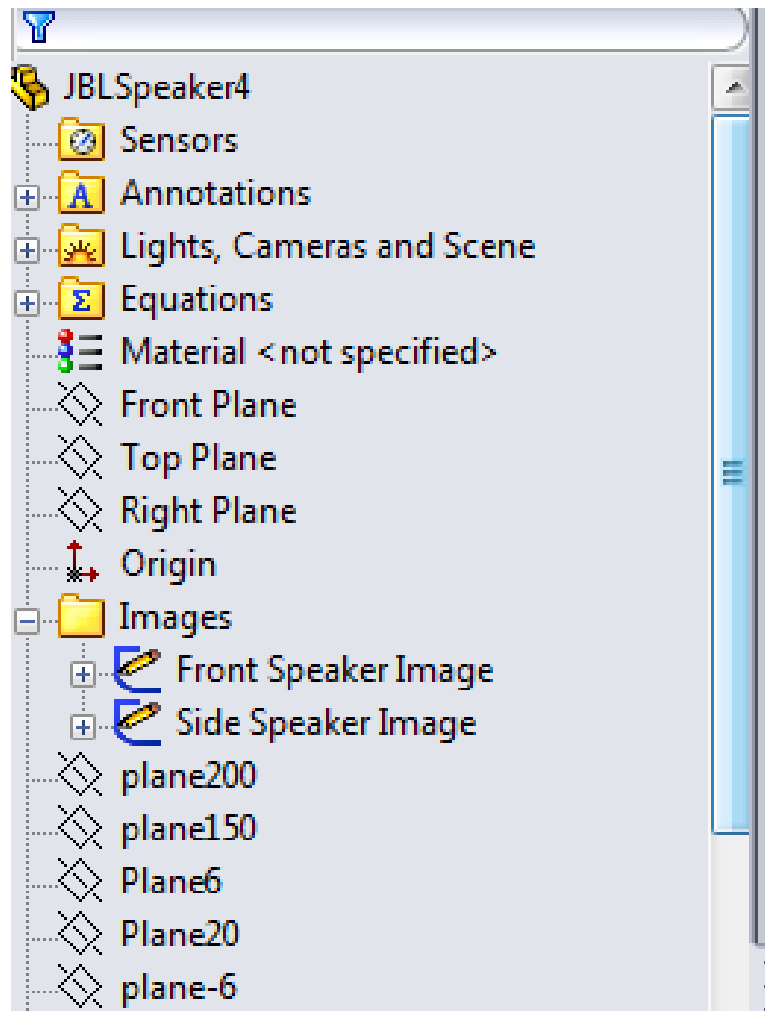 JBLSpeaker4
Sensors
Annotations
Lights, Cameras and Scene
Equations
Material <not specified>
Front Plane
Top Plane
Right Plane
Origin
Images
Front Speaker Image
Side Speaker Image
plane200
plane150
Plane6
Plane20
plane-6